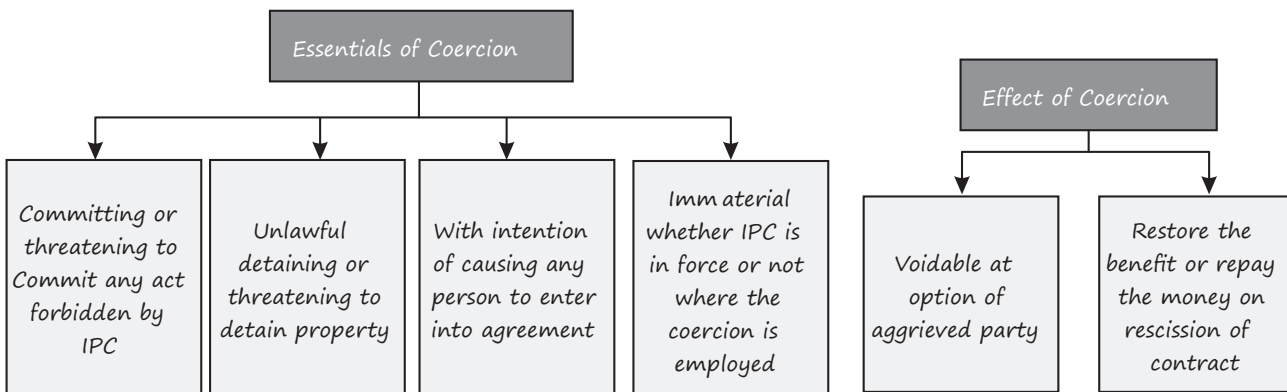 Essentials of Coercion
Committing or
threatening to
Commit any act
forbidden by
IPC
Unlawful
detaining or
threatening to
detain property
With intention
of causing any
person to enter
into agreement
Imm aterial
whether IPC is
in force or not
where the
coercion is
employed
Effect of Coercion
Voidable at
option of
aggrieved party
Restore the
benefit or repay
the money on
rescission of
contract